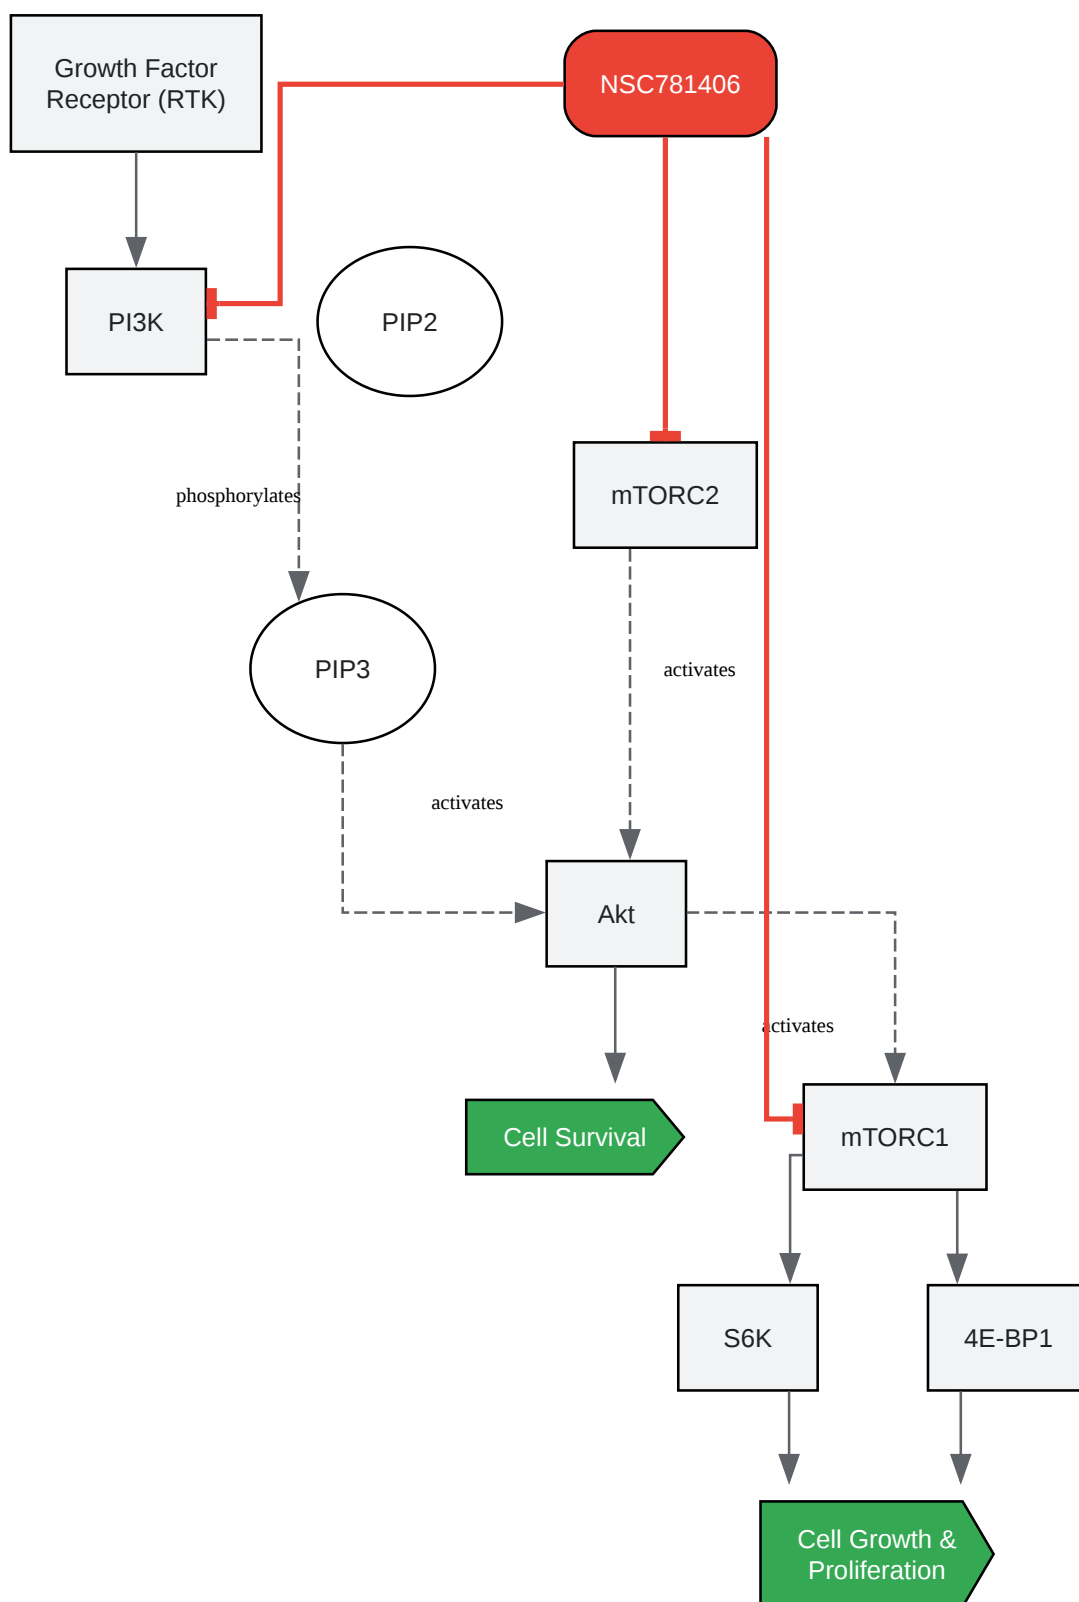 Growth Factor
Receptor (RTK)
NSC781406
PI3K
PIP2
phosphorylates
mTORC2
PIP3
activates
activates
Akt
activates
Cell Survival
mTORC1
S6K
4E-BP1
Cell Growth &
Proliferation